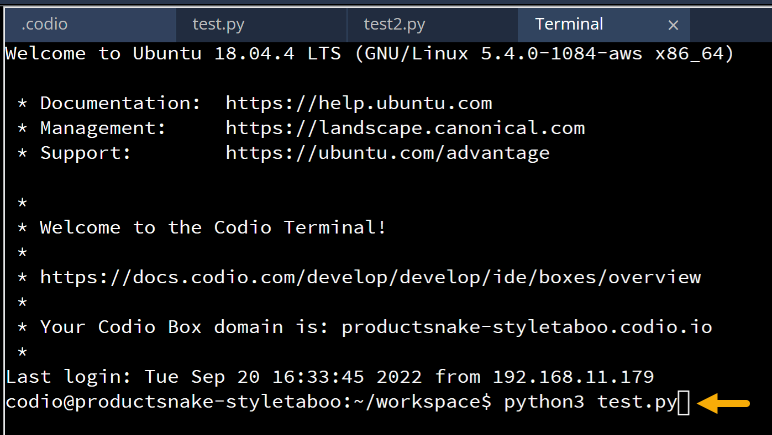 .codio test.py test2.py Terminal ×
Welcome to Ubuntu 18.04.4 LTS (GNU/Linux 5.4.0-1084-aws x86_64)
* Documentation:  https://help.ubuntu.com
* Management:     https://landscape.canonical.com
* Support:        https://ubuntu.com/advantage
*
* Welcome to the Codio Terminal!
*
* https://docs.codio.com/develop/develop/ide/boxes/overview
*
* Your Codio Box domain is: productsnake-styletaboo.codio.io
*
Last login: Tue Sep 20 16:33:45 2022 from 192.168.11.179
codio@productsnake-styletaboo:~/workspace$ python3 test.py